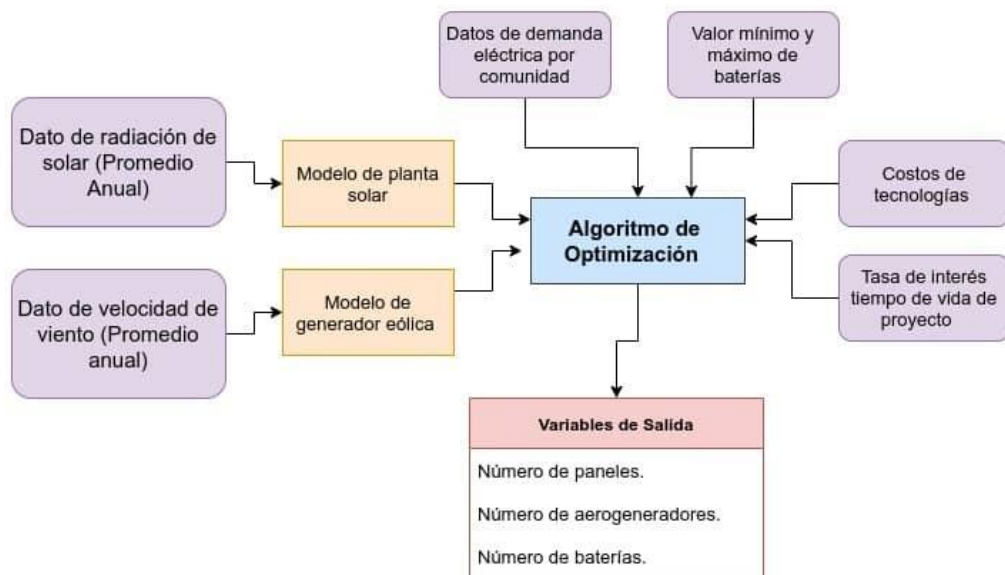 Datos de demanda
eléctrica por
comunidad
Valor mínimo y
máximo de
baterías
Dato de radiación de
solar (Promedio
Anual)
Modelo de planta
solar
Costos de
tecnologías
Algoritmo de
Optimización
Dato de velocidad de
viento (Promedio
anual)
Modelo de
generador eólica
Tasa de interés
tiempo de vida de
proyecto
Variables de Salida
Número de paneles.
Número de aerogeneradores.
Número de baterías.